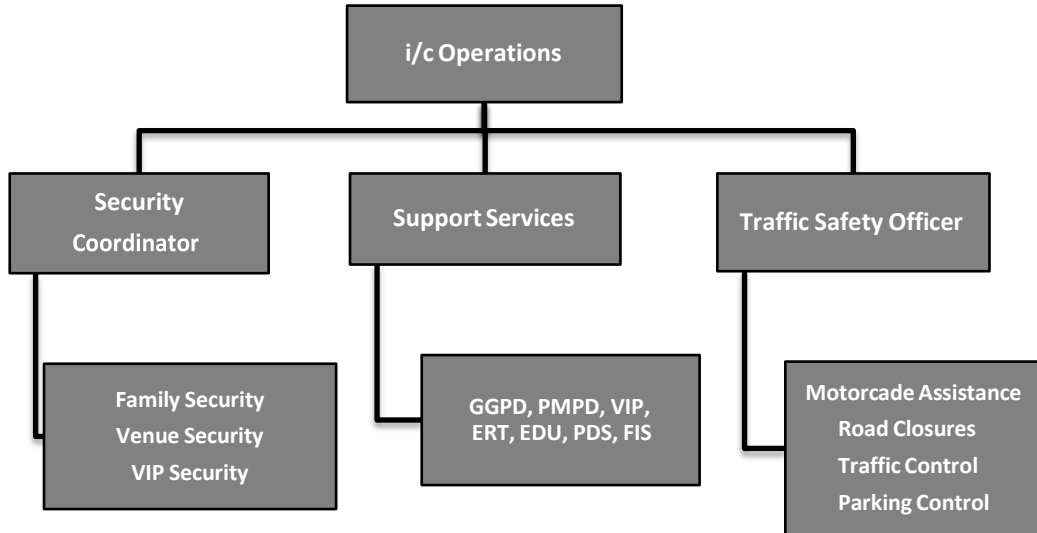 i/c Operations
Security
Coordinator
Support Services
Traffic Safety Officer
Family Security
Venue Security
VIP Security
GGPD, PMPD, VIP,
ERT, EDU, PDS, FIS
Motorcade Assistance
Road Closures
Traffic Control
Parking Control